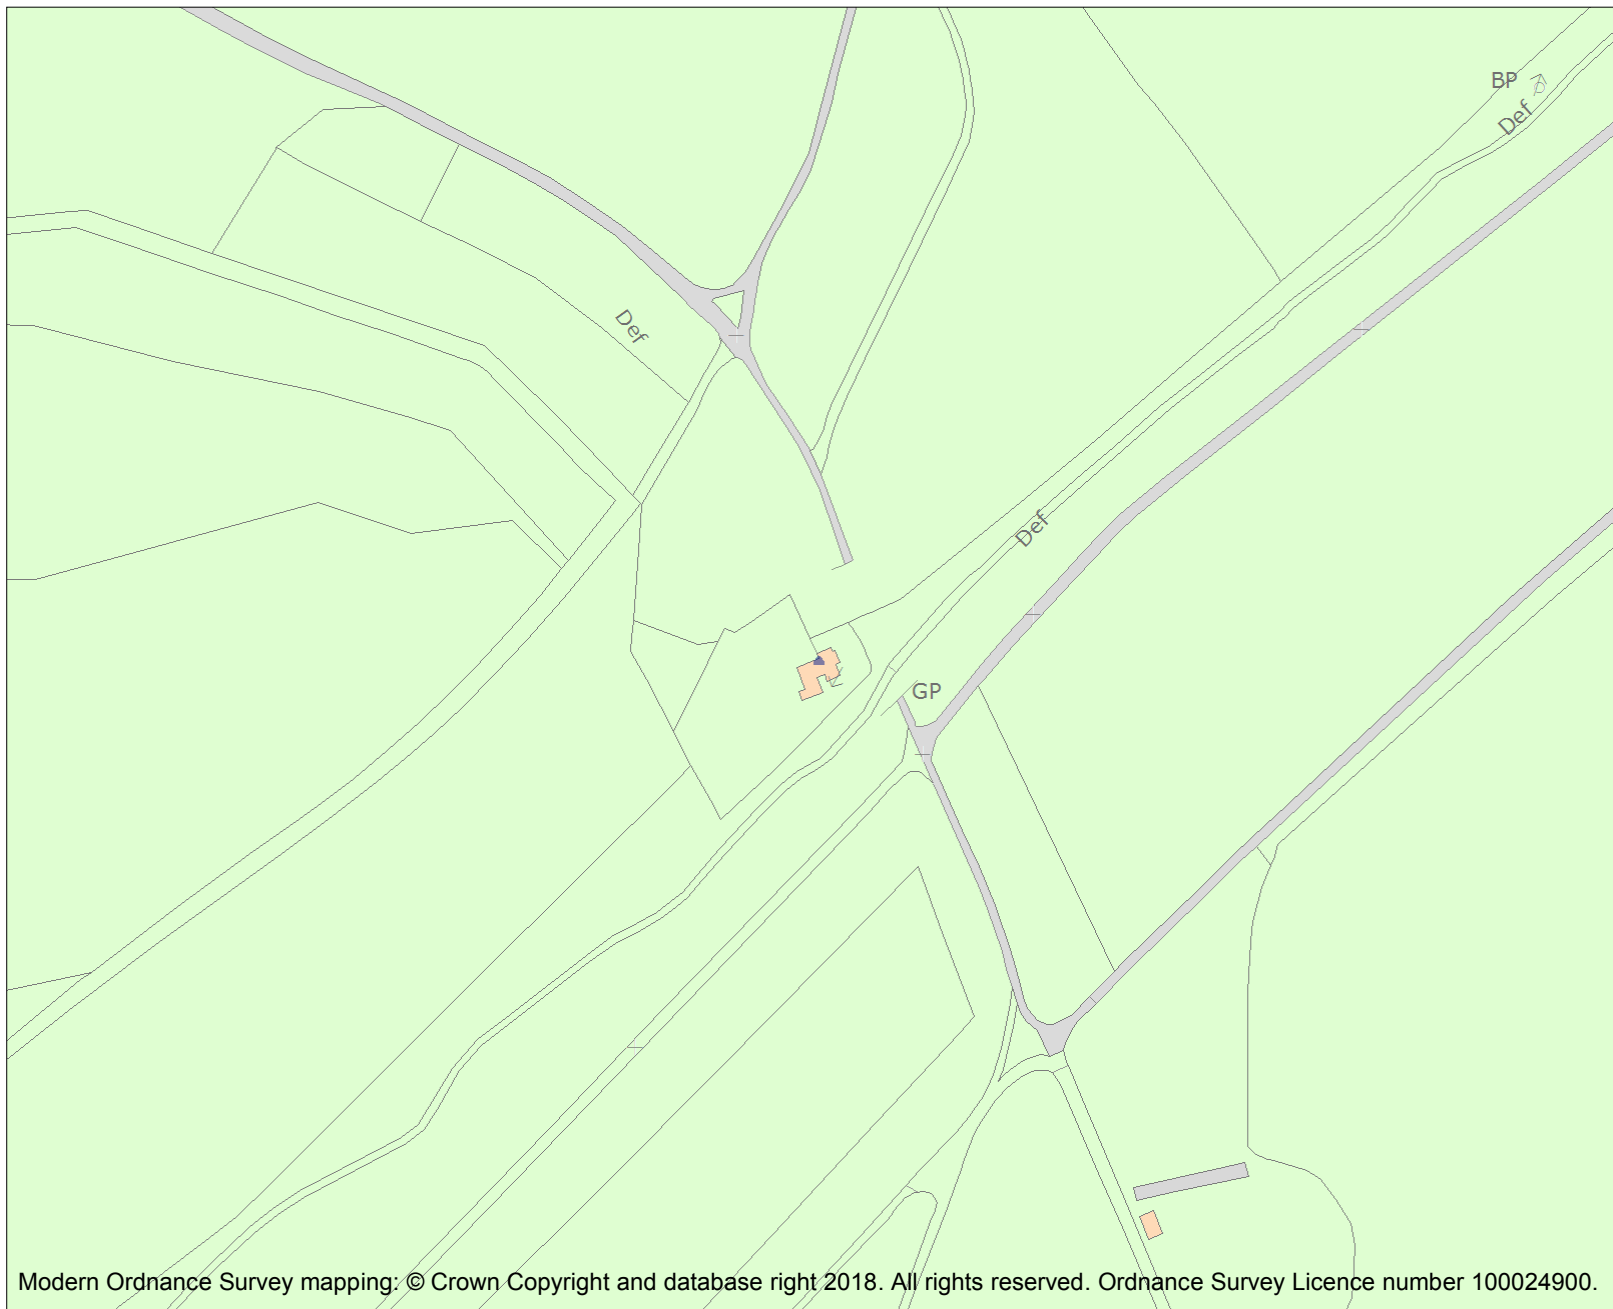 BP
Def
Def
Def
GP
Modern Ordnance Survey mapping: © Crown Copyright and database right 2018. All rights reserved. Ordnance Survey Licence number 100024900.